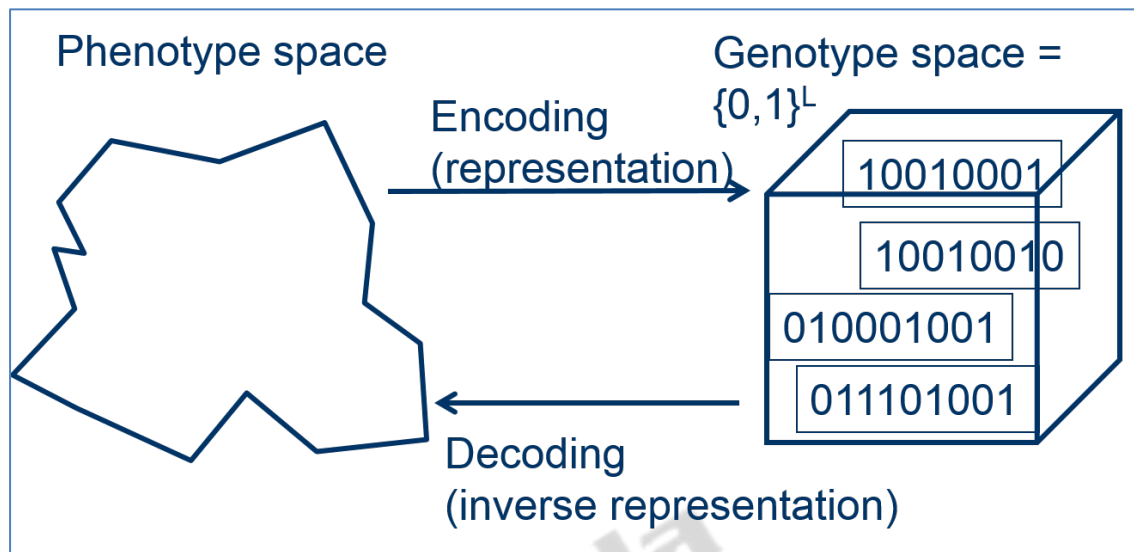 Phenotype space
Genotype space =
{0,1}ᴸ
Encoding
(representation)
10010001
10010010
010001001
011101001
Decoding
(inverse representation)